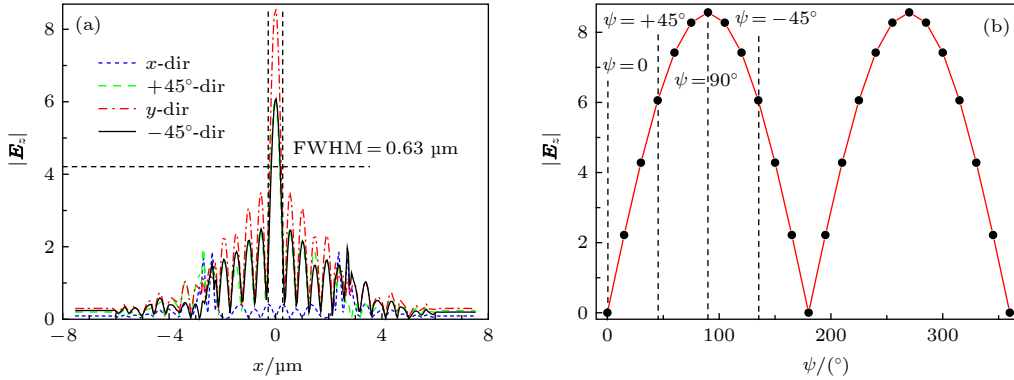 (a)
x-dir
+45°-dir
y-dir
−45°-dir
FWHM = 0.63 μm
|E_z|
8
6
4
2
0
−8
−4
0
4
8
x/μm
(b)
ψ = +45°
ψ = −45°
ψ = 0
ψ = 90°
|E_z|
8
6
4
2
0
0
100
200
300
ψ/(°)